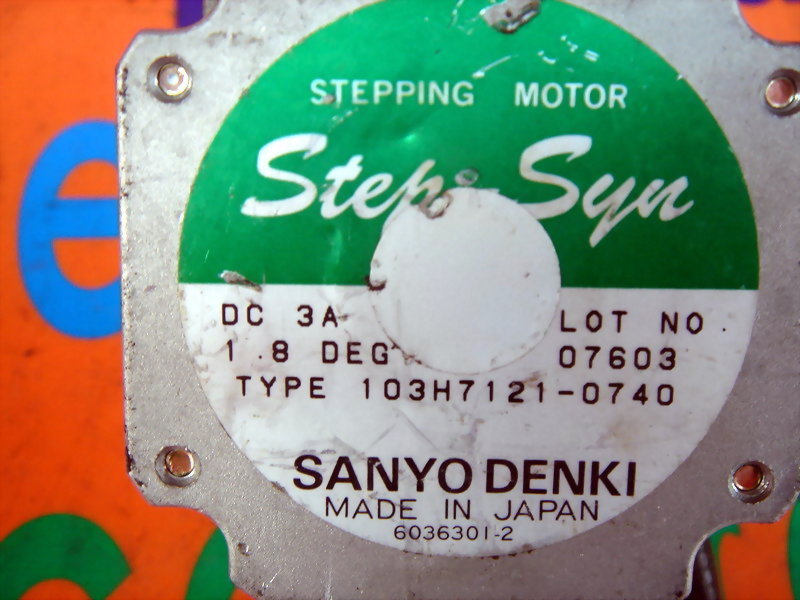 STEPPING MOTOR
Step-Syn
DC 3A LOT NO.
1.8 DEG 07603
TYPE 103H7121-0740
SANYO DENKI
MADE IN JAPAN
6036301-2
e